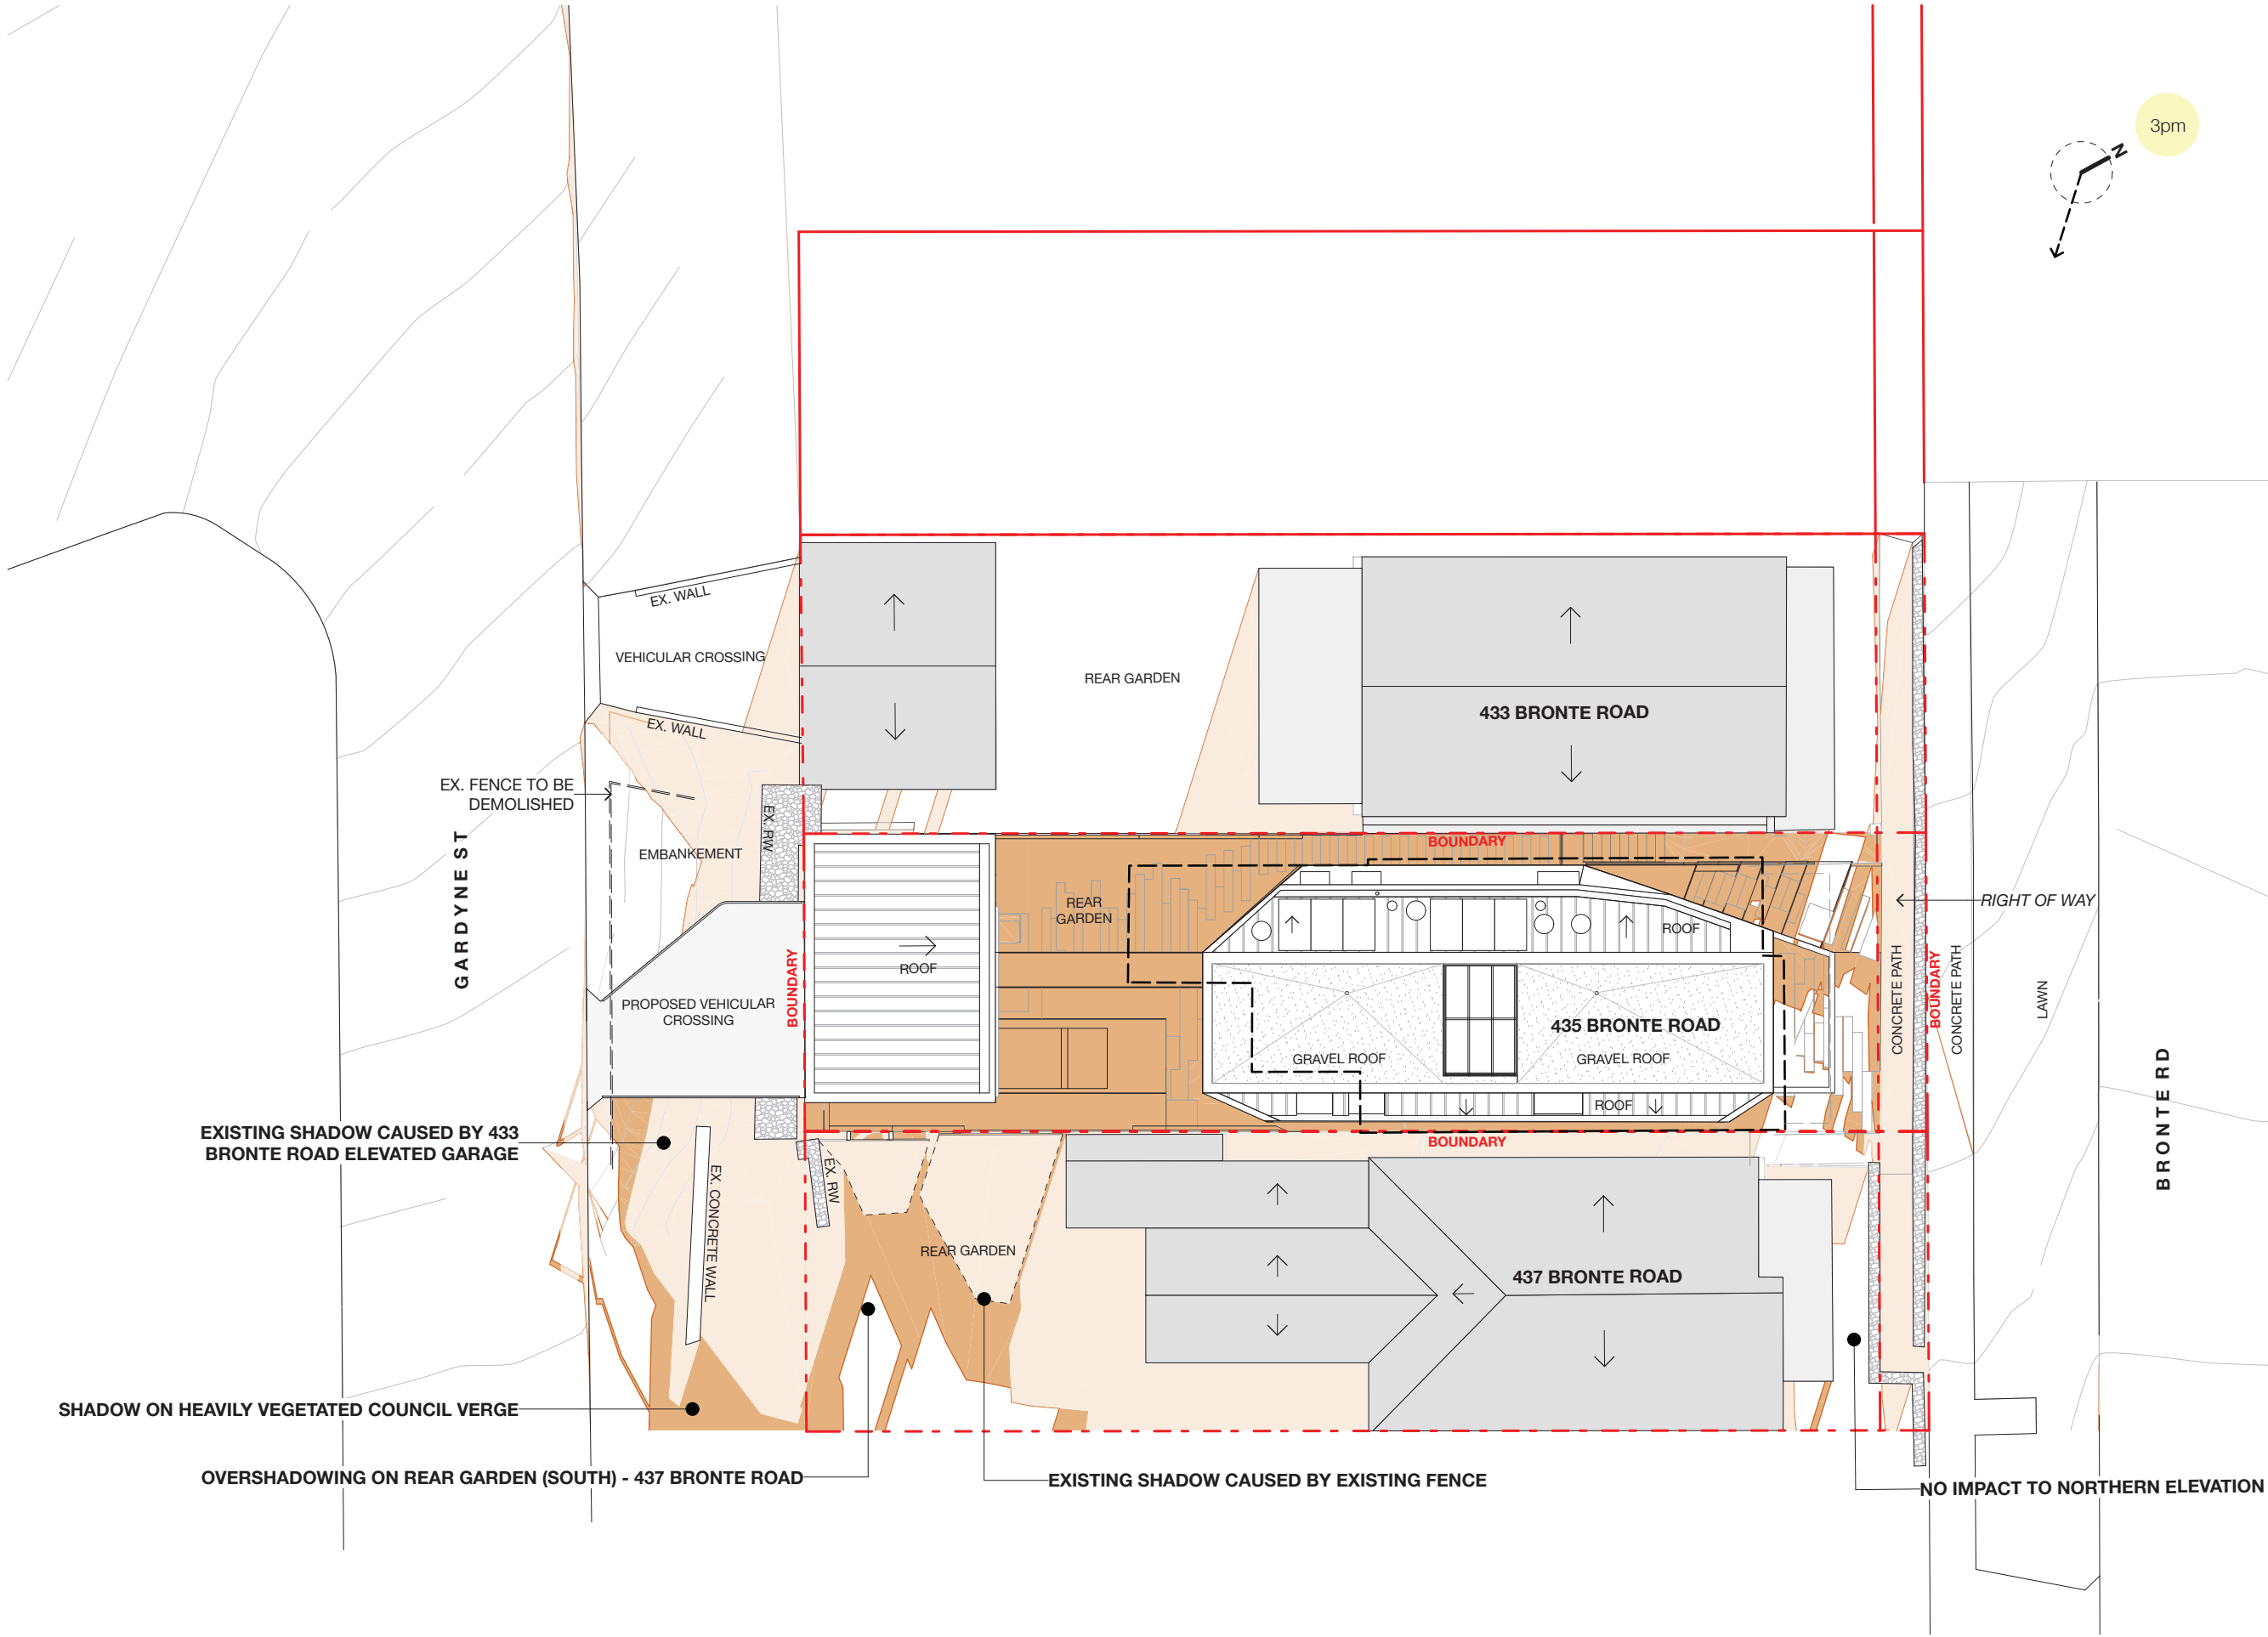 3pm
N
EX. WALL
VEHICULAR CROSSING
REAR GARDEN
433 BRONTE ROAD
EX. WALL
EX. FENCE TO BE
DEMOLISHED
EX. RW
EMBANKEMENT
GARDYNE ST
BOUNDARY
REAR
GARDEN
ROOF
ROOF
RIGHT OF WAY
BOUNDARY
PROPOSED VEHICULAR
CROSSING
435 BRONTE ROAD
GRAVEL ROOF
GRAVEL ROOF
CONCRETE PATH
BOUNDARY
CONCRETE PATH
LAWN
BRONTE RD
ROOF
EXISTING SHADOW CAUSED BY 433
BRONTE ROAD ELEVATED GARAGE
BOUNDARY
EX. RW
EX. CONCRETE WALL
REAR GARDEN
437 BRONTE ROAD
SHADOW ON HEAVILY VEGETATED COUNCIL VERGE
OVERSHADOWING ON REAR GARDEN (SOUTH) - 437 BRONTE ROAD
EXISTING SHADOW CAUSED BY EXISTING FENCE
NO IMPACT TO NORTHERN ELEVATION